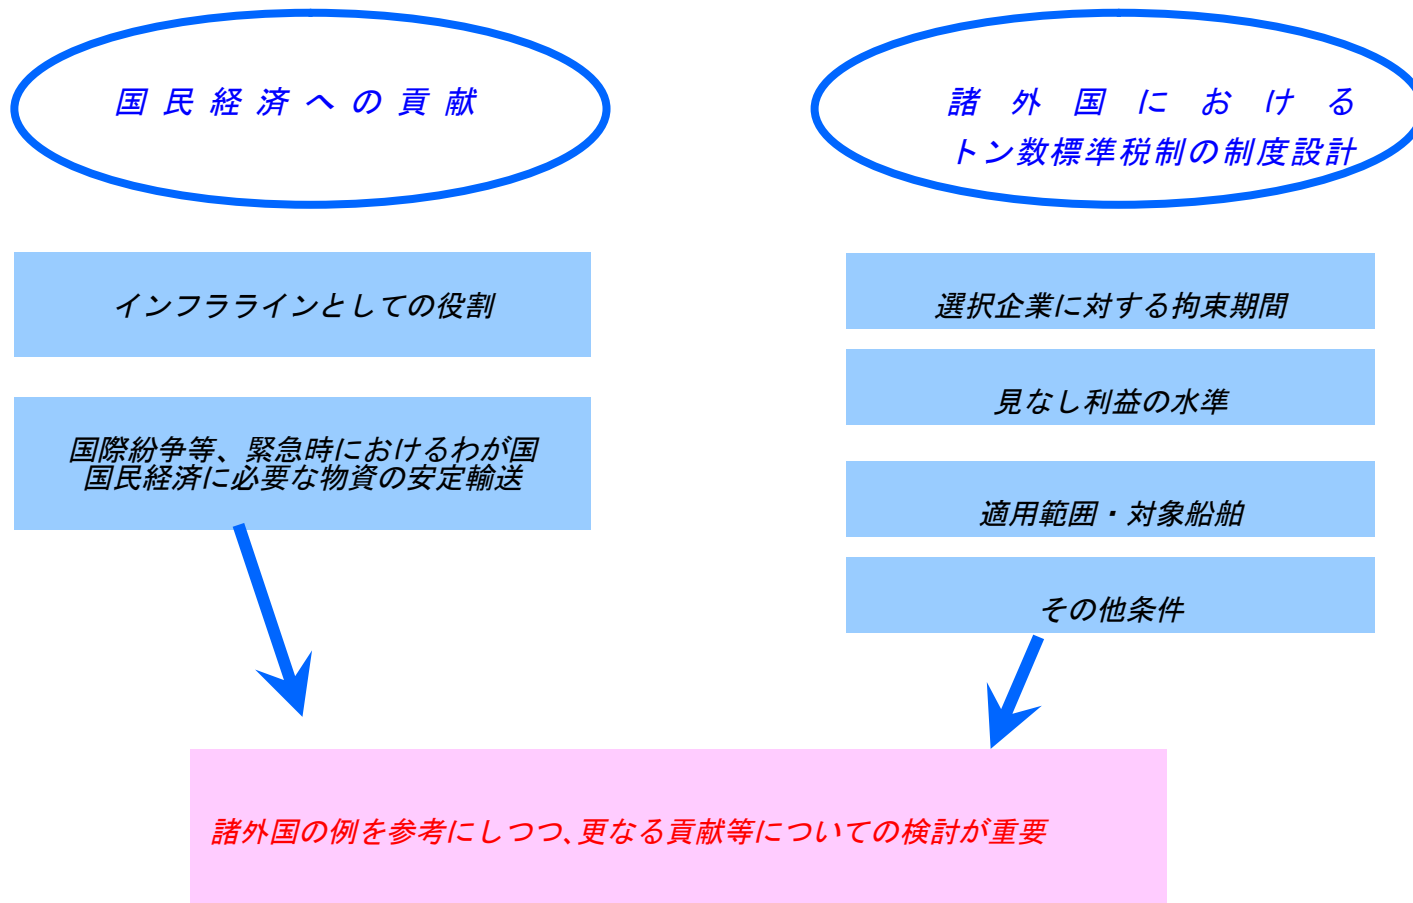 国民経済への貢献
インフララインとしての役割
国際紛争等、緊急時におけるわが国
国民経済に必要な物資の安定輸送
諸外国における
トン数標準税制の制度設計
選択企業に対する拘束期間
見なし利益の水準
適用範囲・対象船舶
その他条件
諸外国の例を参考にしつつ、更なる貢献等についての検討が重要